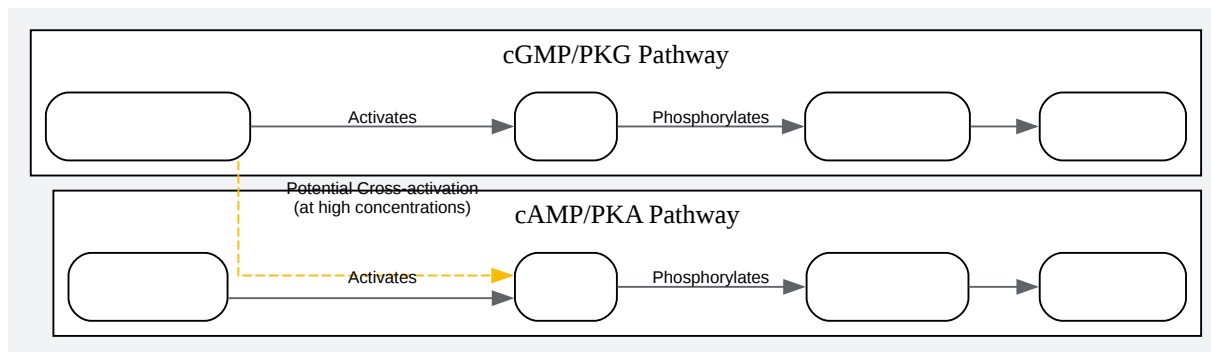 cGMP/PKG Pathway
Activates
Phosphorylates
Potential Cross-activation
(at high concentrations)
cAMP/PKA Pathway
Activates
Phosphorylates